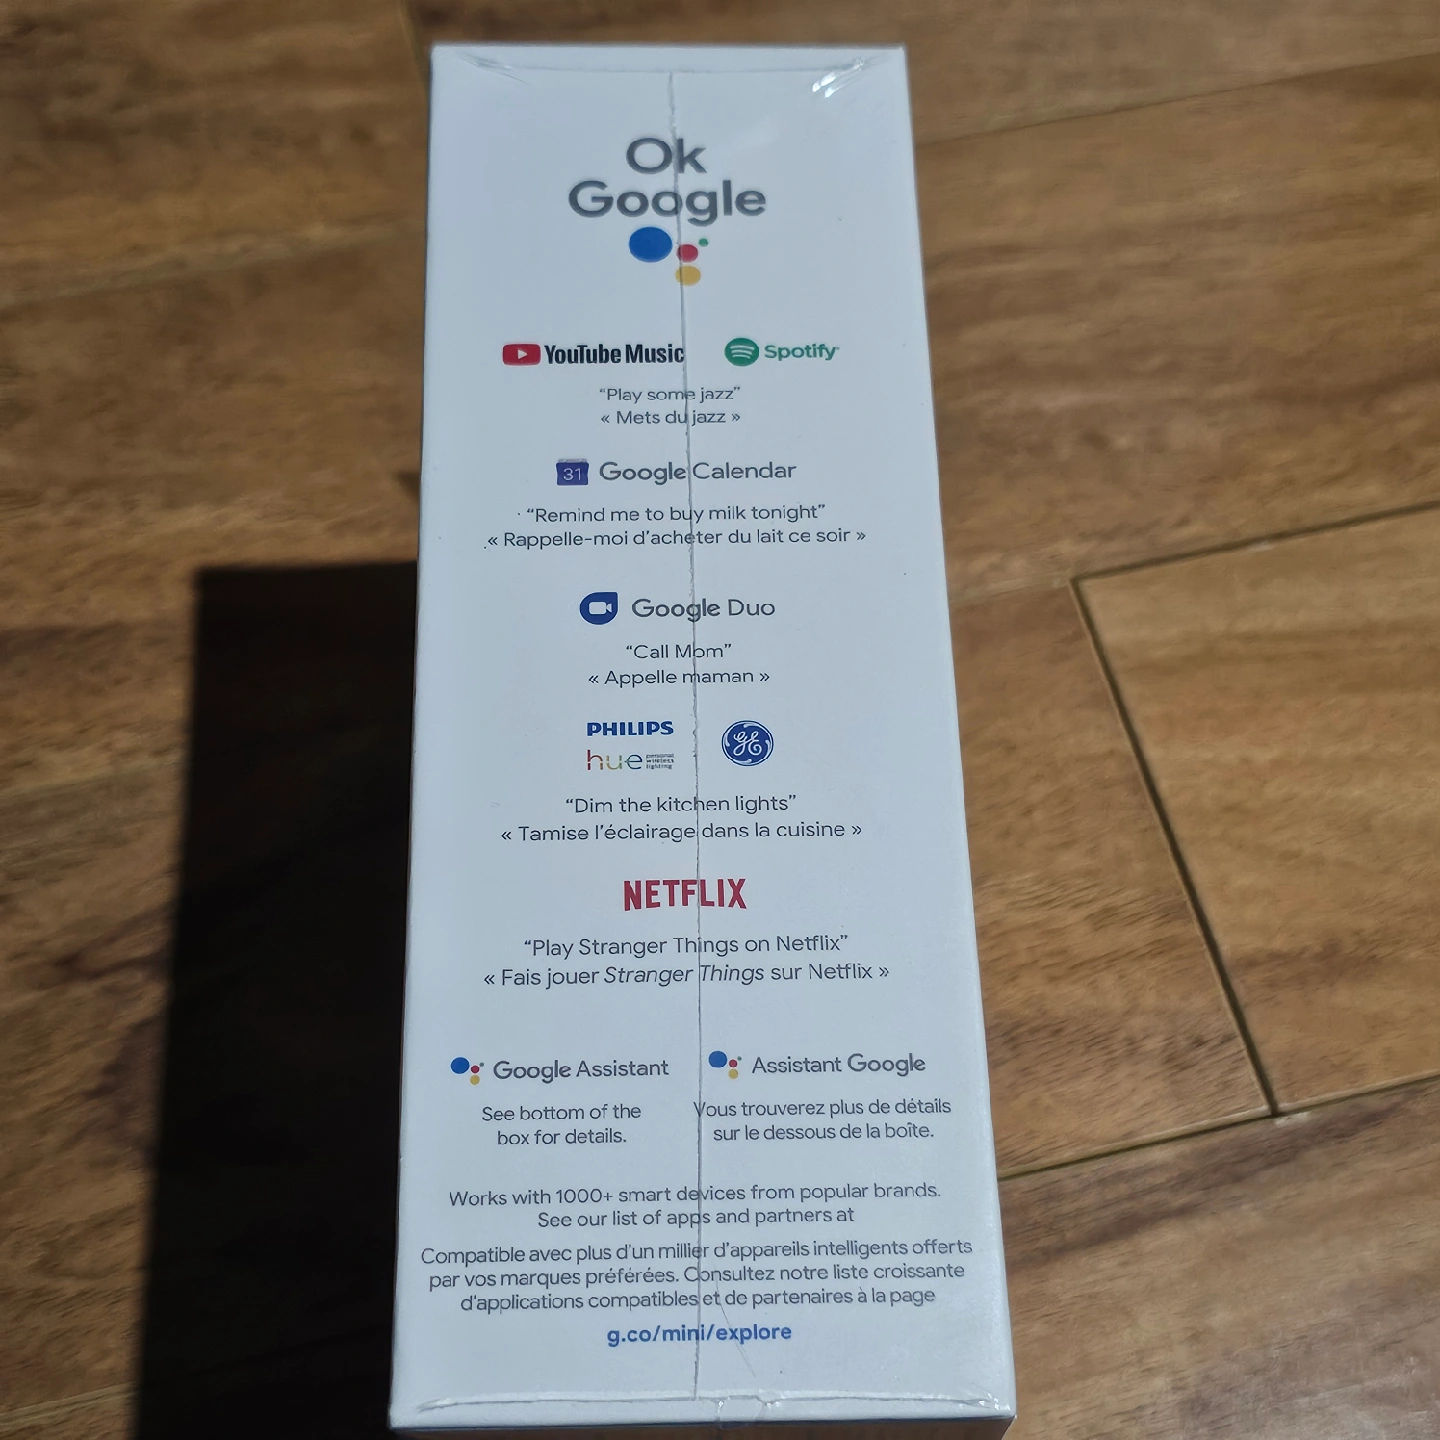 Ok
Google
YouTube Music Spotify
“Play some jazz”
« Mets du jazz »
31 Google Calendar
“Remind me to buy milk tonight”
« Rappelle-moi d’acheter du lait ce soir »
Google Duo
“Call Mom”
« Appelle maman »
PHILIPS GE
hue personal wireless lighting
“Dim the kitchen lights”
« Tamise l’éclairage dans la cuisine »
NETFLIX
“Play Stranger Things on Netflix”
« Fais jouer Stranger Things sur Netflix »
Google Assistant Assistant Google
See bottom of the Vous trouverez plus de détails
box for details. sur le dessous de la boîte.
Works with 1000+ smart devices from popular brands.
See our list of apps and partners at
Compatible avec plus d’un millier d’appareils intelligents offerts
par vos marques préférées. Consultez notre liste croissante
d’applications compatibles et de partenaires à la page
g.co/mini/explore